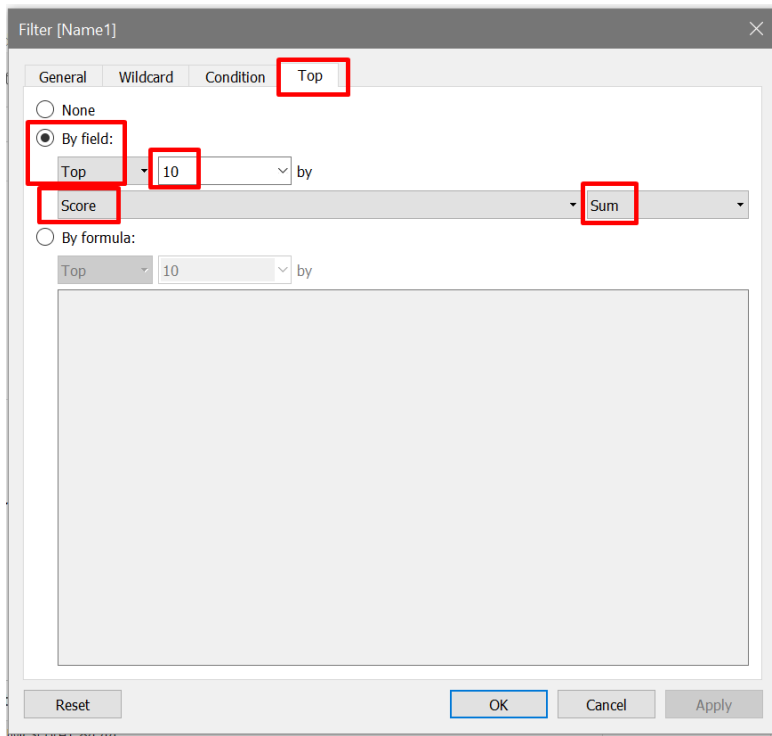 Filter [Name1]
General Wildcard Condition Top
None
By field:
Top 10 by
Score Sum
By formula:
Top 10 by
Reset OK Cancel Apply